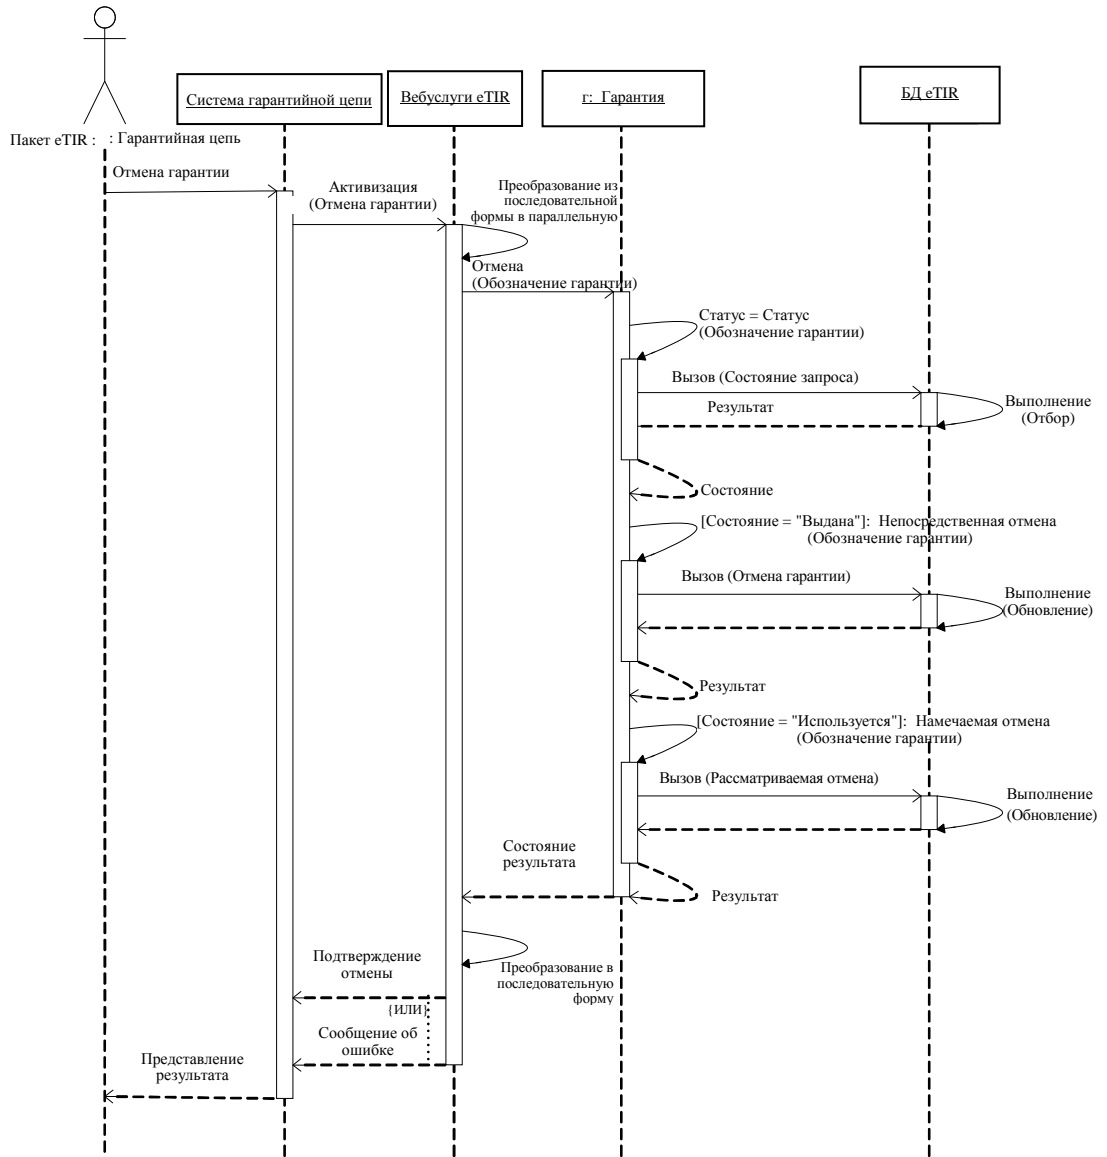 Система гарантийной цепи
Вебуслуги eTIR
г: Гарантия
БД eTIR
Пакет eTIR :
: Гарантийная цепь
Отмена гарантии
Активизация
(Отмена гарантии)
Преобразование из
последовательной
формы в параллельную
Отмена
(Обозначение гарантии)
Статус = Статус
(Обозначение гарантии)
Вызов (Состояние запроса)
Выполнение
(Отбор)
Результат
Состояние
[Состояние = "Выдана"]: Непосредственная отмена
(Обозначение гарантии)
Вызов (Отмена гарантии)
Выполнение
(Обновление)
Результат
[Состояние = "Используется"]: Намечаемая отмена
(Обозначение гарантии)
Вызов (Рассматриваемая отмена)
Выполнение
(Обновление)
Состояние
результата
Результат
Преобразование в
последовательную
форму
Подтверждение
отмены
{ИЛИ}
Сообщение об
ошибке
Представление
результата